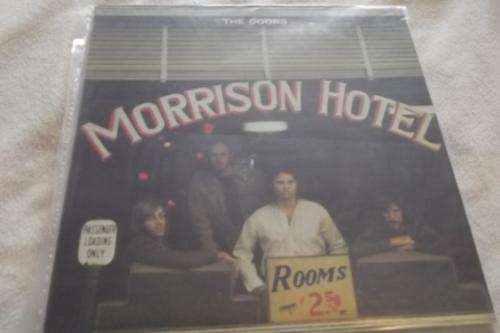 THE DOORS
MORRISON HOTEL
PASSENGER
LOADING
ONLY
ROOMS
2.50